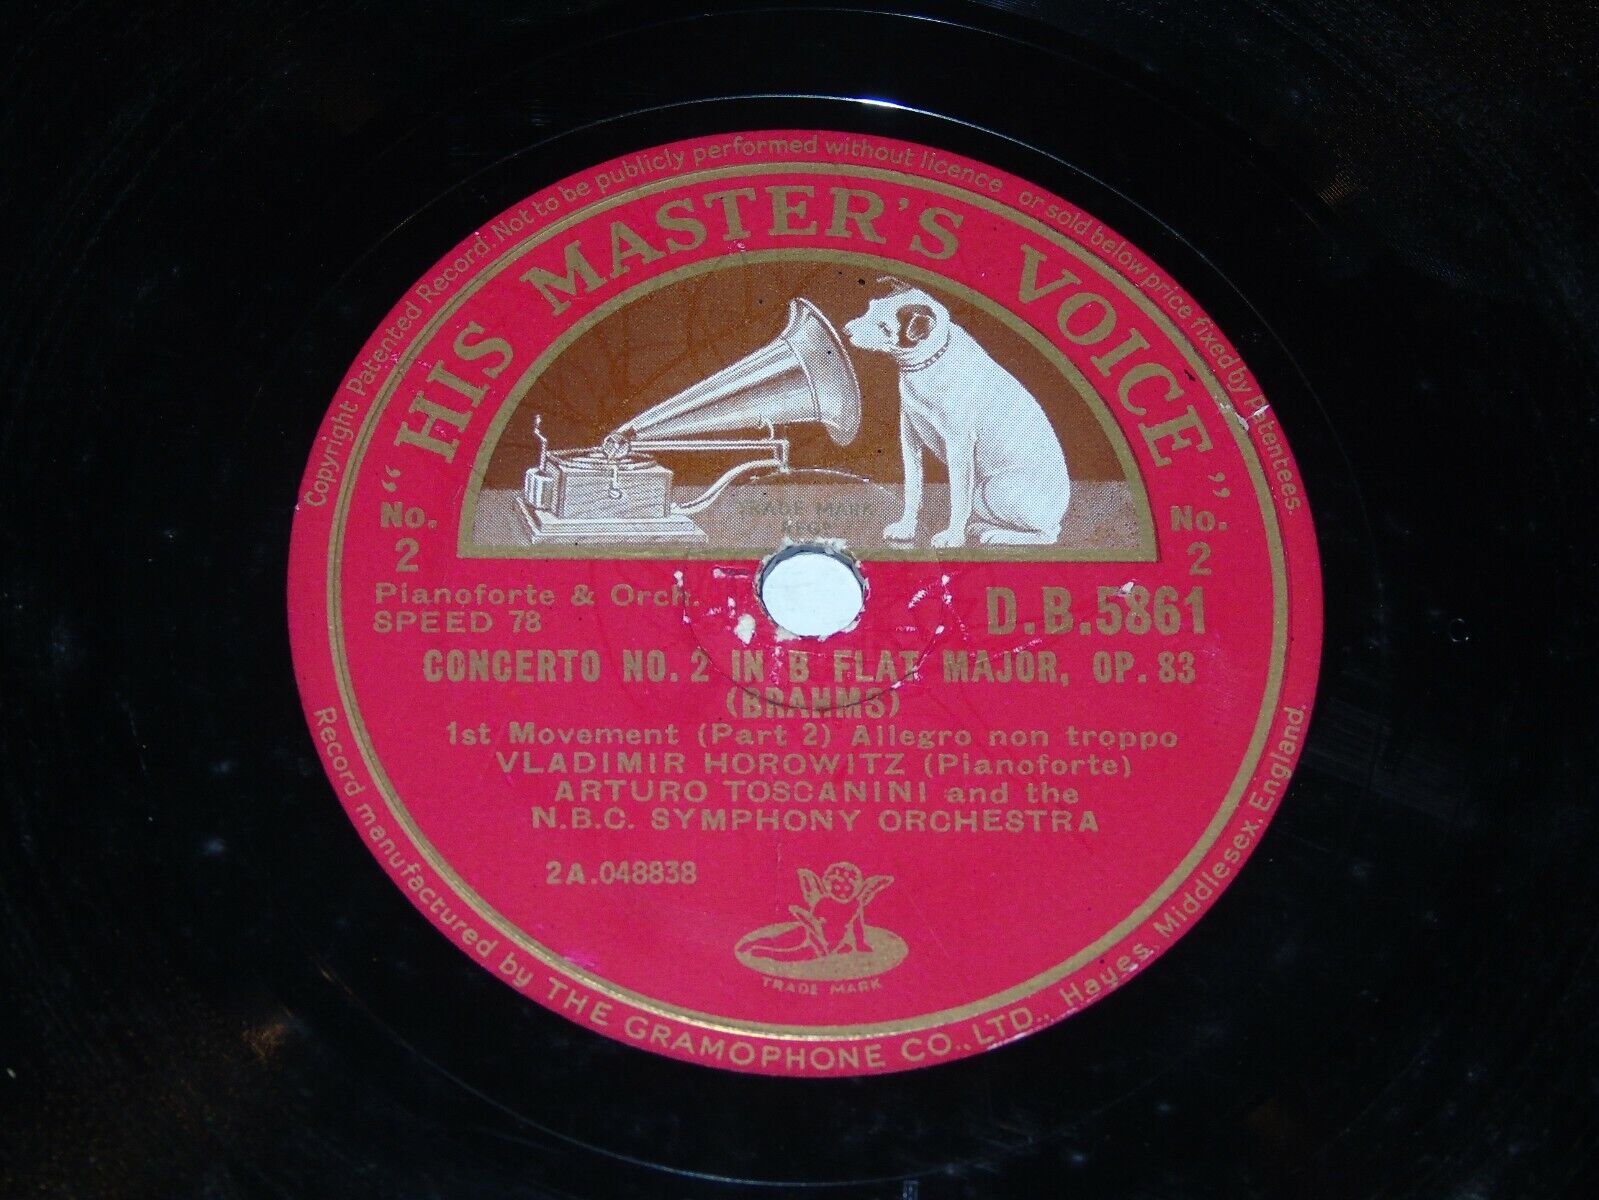 Copyright. Patented Record. Not to be publicly performed without licence or sold below price fixed by Patentees.
"HIS MASTER'S VOICE"
TRADE MARK
REGD
No. 2
No. 2
Pianoforte & Orch.
SPEED 78
D.B.5861
CONCERTO NO. 2 IN B FLAT MAJOR, OP. 83
(BRAHMS)
1st Movement (Part 2) Allegro non troppo
VLADIMIR HOROWITZ (Pianoforte)
ARTURO TOSCANINI and the
N.B.C. SYMPHONY ORCHESTRA
2A.048838
TRADE MARK
Record manufactured by THE GRAMOPHONE CO., LTD., Hayes, Middlesex, England.